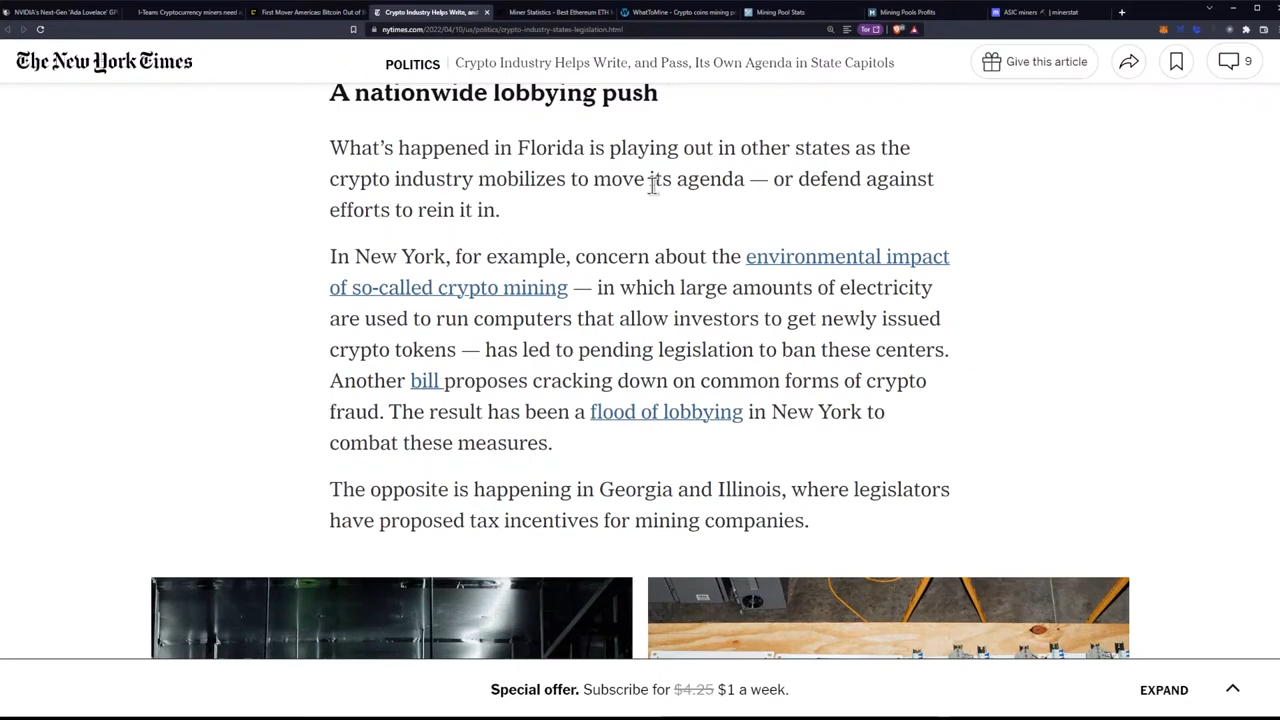 NVIDIA's Next-Gen 'Ada Lovelace' GP
I-Team: Cryptocurrency miners need
First Mover Americas: Bitcoin Out of
Crypto Industry Helps Write, and
Miner Statistics - Best Ethereum ETH
WhatToMine - Crypto coins mining p
Mining Pool Stats
Mining Pools Profits
ASIC miners | minerstat
nytimes.com/2022/04/10/us/politics/crypto-industry-states-legislation.html
Tor
The New York Times
POLITICS Crypto Industry Helps Write, and Pass, Its Own Agenda in State Capitols
Give this article
9
A nationwide lobbying push
What's happened in Florida is playing out in other states as the
crypto industry mobilizes to move its agenda — or defend against
efforts to rein it in.
In New York, for example, concern about the environmental impact
of so-called crypto mining — in which large amounts of electricity
are used to run computers that allow investors to get newly issued
crypto tokens — has led to pending legislation to ban these centers.
Another bill proposes cracking down on common forms of crypto
fraud. The result has been a flood of lobbying in New York to
combat these measures.
The opposite is happening in Georgia and Illinois, where legislators
have proposed tax incentives for mining companies.
Special offer. Subscribe for $4.25 $1 a week.
EXPAND